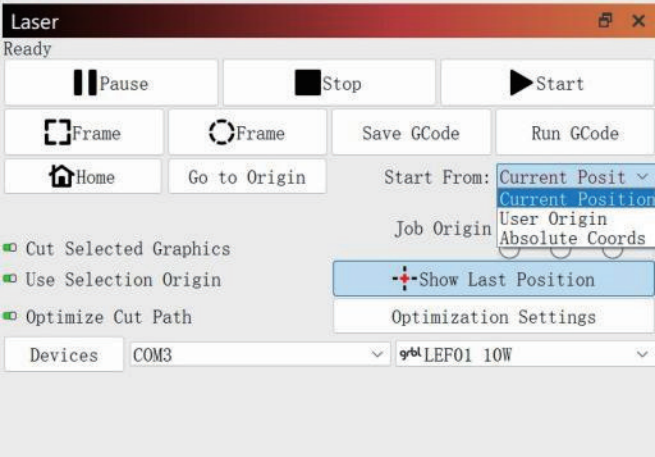 Laser
Ready
Pause Stop Start
Frame Frame Save GCode Run GCode
Home Go to Origin Start From: Current Posit
Current Position
User Origin
Job Origin Absolute Coords
Cut Selected Graphics
Use Selection Origin Show Last Position
Optimize Cut Path Optimization Settings
Devices COM3 grbl LEF01 10W